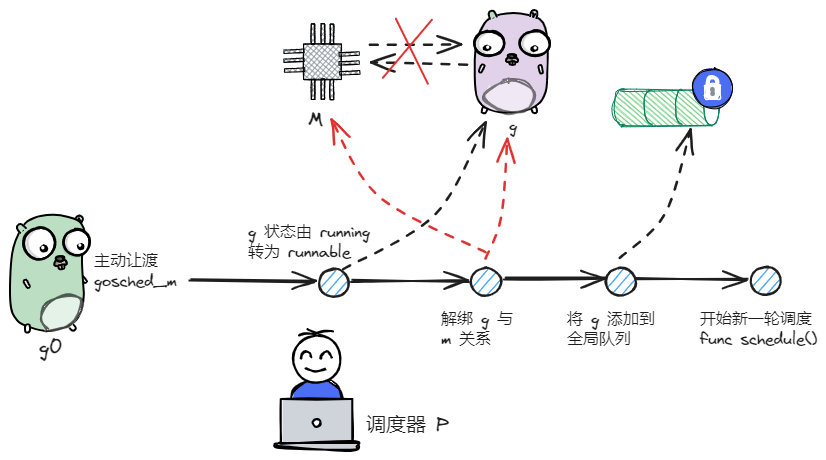 M
g
g 状态由 running
转为 runnable
主动让渡
gosched_m
g0
解绑 g 与
m 关系
将 g 添加到
全局队列
开始新一轮调度
func schedule()
调度器 P